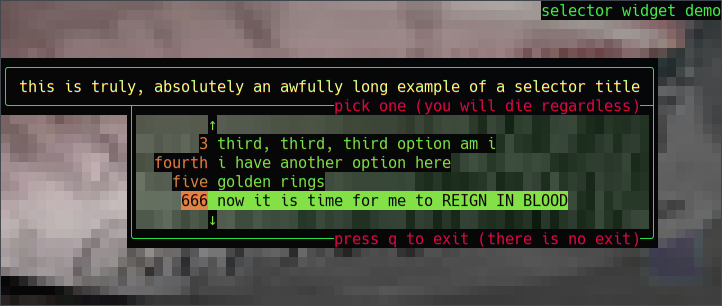 selector widget demo
this is truly, absolutely an awfully long example of a selector title
pick one (you will die regardless)
↑
3 third, third, third option am i
fourth i have another option here
five golden rings
666 now it is time for me to REIGN IN BLOOD
↓
press q to exit (there is no exit)